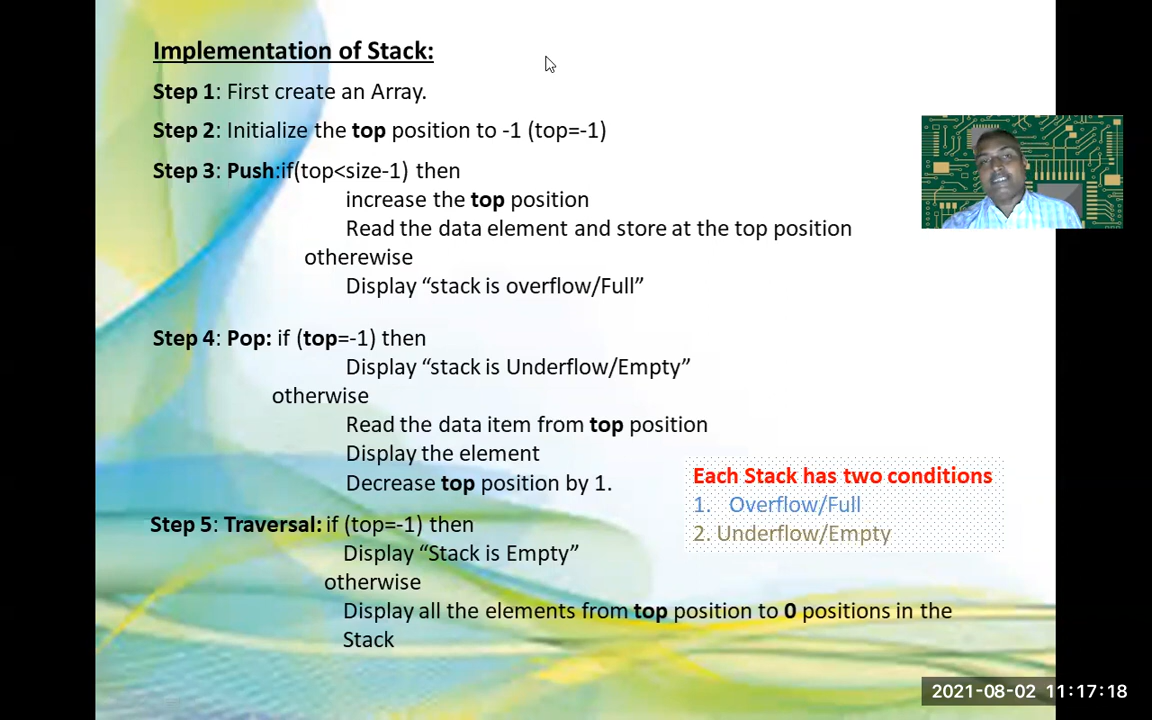 Implementation of Stack:
Step 1: First create an Array.
Step 2: Initialize the top position to -1 (top=-1)
Step 3: Push:if(top<size-1) then
increase the top position
Read the data element and store at the top position
otherewise
Display “stack is overflow/Full”
Step 4: Pop: if (top=-1) then
Display “stack is Underflow/Empty”
otherwise
Read the data item from top position
Display the element
Decrease top position by 1.
Each Stack has two conditions
1. Overflow/Full
2. Underflow/Empty
Step 5: Traversal: if (top=-1) then
Display “Stack is Empty”
otherwise
Display all the elements from top position to 0 positions in the
Stack
2021-08-02 11:17:18